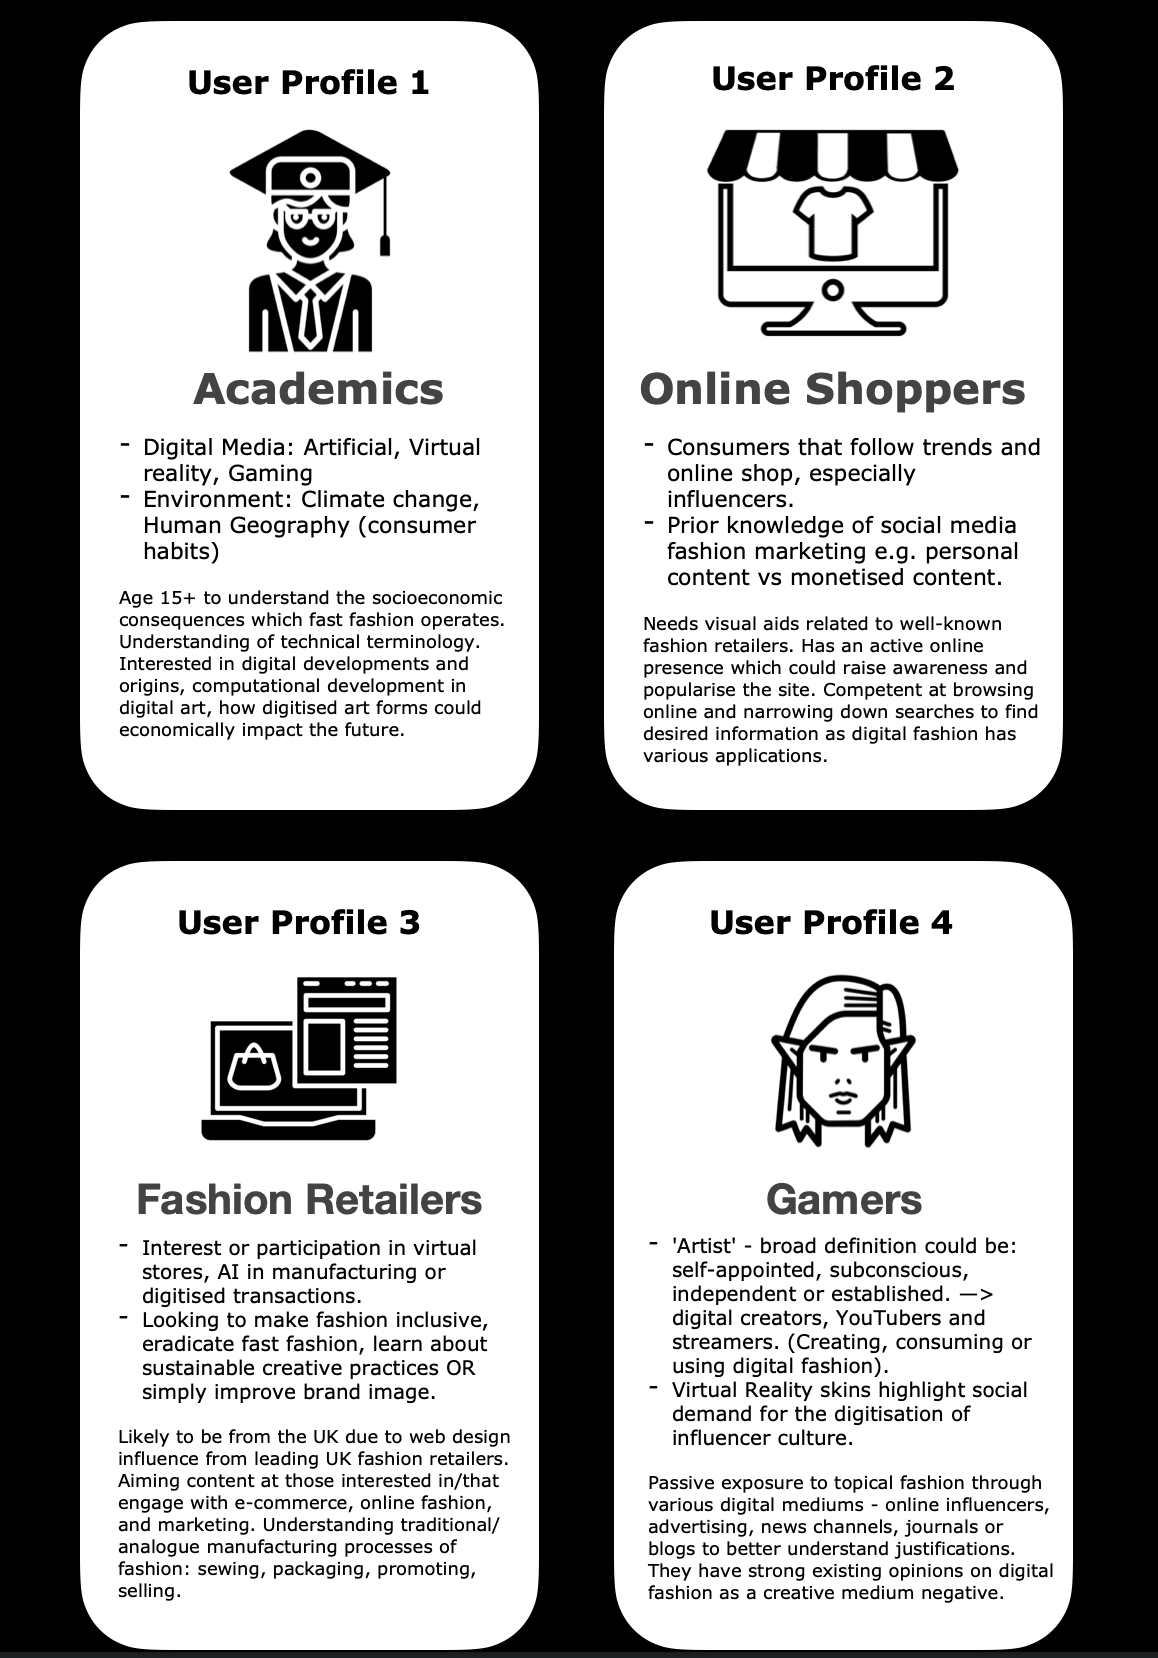 User Profile 1
Academics
- Digital Media: Artificial, Virtual
reality, Gaming
- Environment: Climate change,
Human Geography (consumer
habits)
Age 15+ to understand the socioeconomic
consequences which fast fashion operates.
Understanding of technical terminology.
Interested in digital developments and
origins, computational development in
digital art, how digitised art forms could
economically impact the future.
User Profile 2
Online Shoppers
- Consumers that follow trends and
online shop, especially
influencers.
- Prior knowledge of social media
fashion marketing e.g. personal
content vs monetised content.
Needs visual aids related to well-known
fashion retailers. Has an active online
presence which could raise awareness and
popularise the site. Competent at browsing
online and narrowing down searches to find
desired information as digital fashion has
various applications.
User Profile 3
Fashion Retailers
- Interest or participation in virtual
stores, AI in manufacturing or
digitised transactions.
- Looking to make fashion inclusive,
eradicate fast fashion, learn about
sustainable creative practices OR
simply improve brand image.
Likely to be from the UK due to web design
influence from leading UK fashion retailers.
Aiming content at those interested in/that
engage with e-commerce, online fashion,
and marketing. Understanding traditional/
analogue manufacturing processes of
fashion: sewing, packaging, promoting,
selling.
User Profile 4
Gamers
- 'Artist' - broad definition could be:
self-appointed, subconscious,
independent or established. —>
digital creators, YouTubers and
streamers. (Creating, consuming or
using digital fashion).
- Virtual Reality skins highlight social
demand for the digitisation of
influencer culture.
Passive exposure to topical fashion through
various digital mediums - online influencers,
advertising, news channels, journals or
blogs to better understand justifications.
They have strong existing opinions on digital
fashion as a creative medium negative.